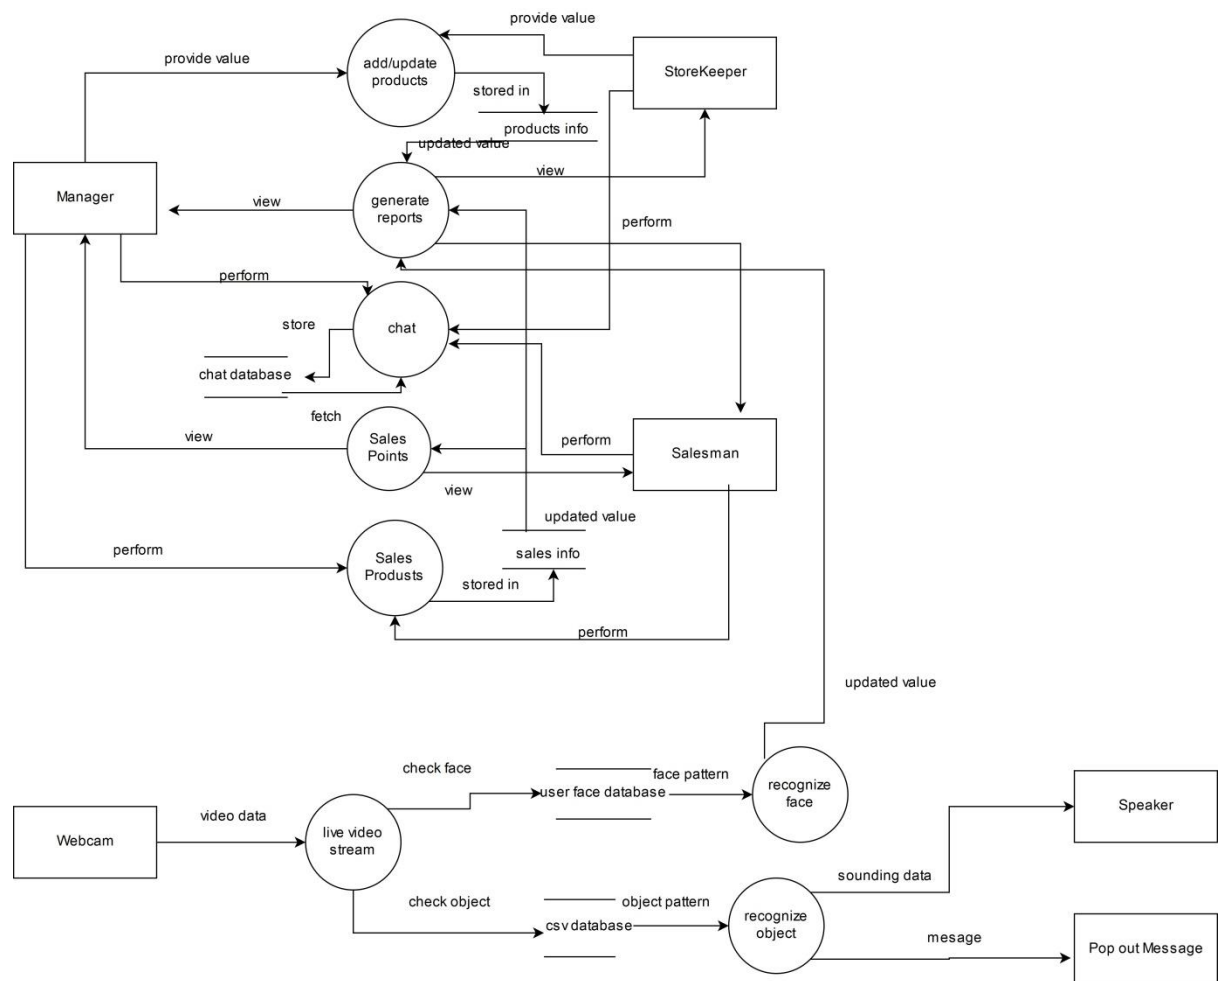 provide value
provide value
add/update
products
StoreKeeper
stored in
products info
updated value
view
Manager
view
generate
reports
perform
perform
store
chat
chat database
fetch
view
Sales
Points
perform
Salesman
view
updated value
perform
Sales
Produsts
sales info
stored in
perform
updated value
check face
face pattern
user face database
recognize
face
Webcam
video data
live video
stream
Speaker
sounding data
check object
object pattern
csv database
recognize
object
mesage
Pop out Message